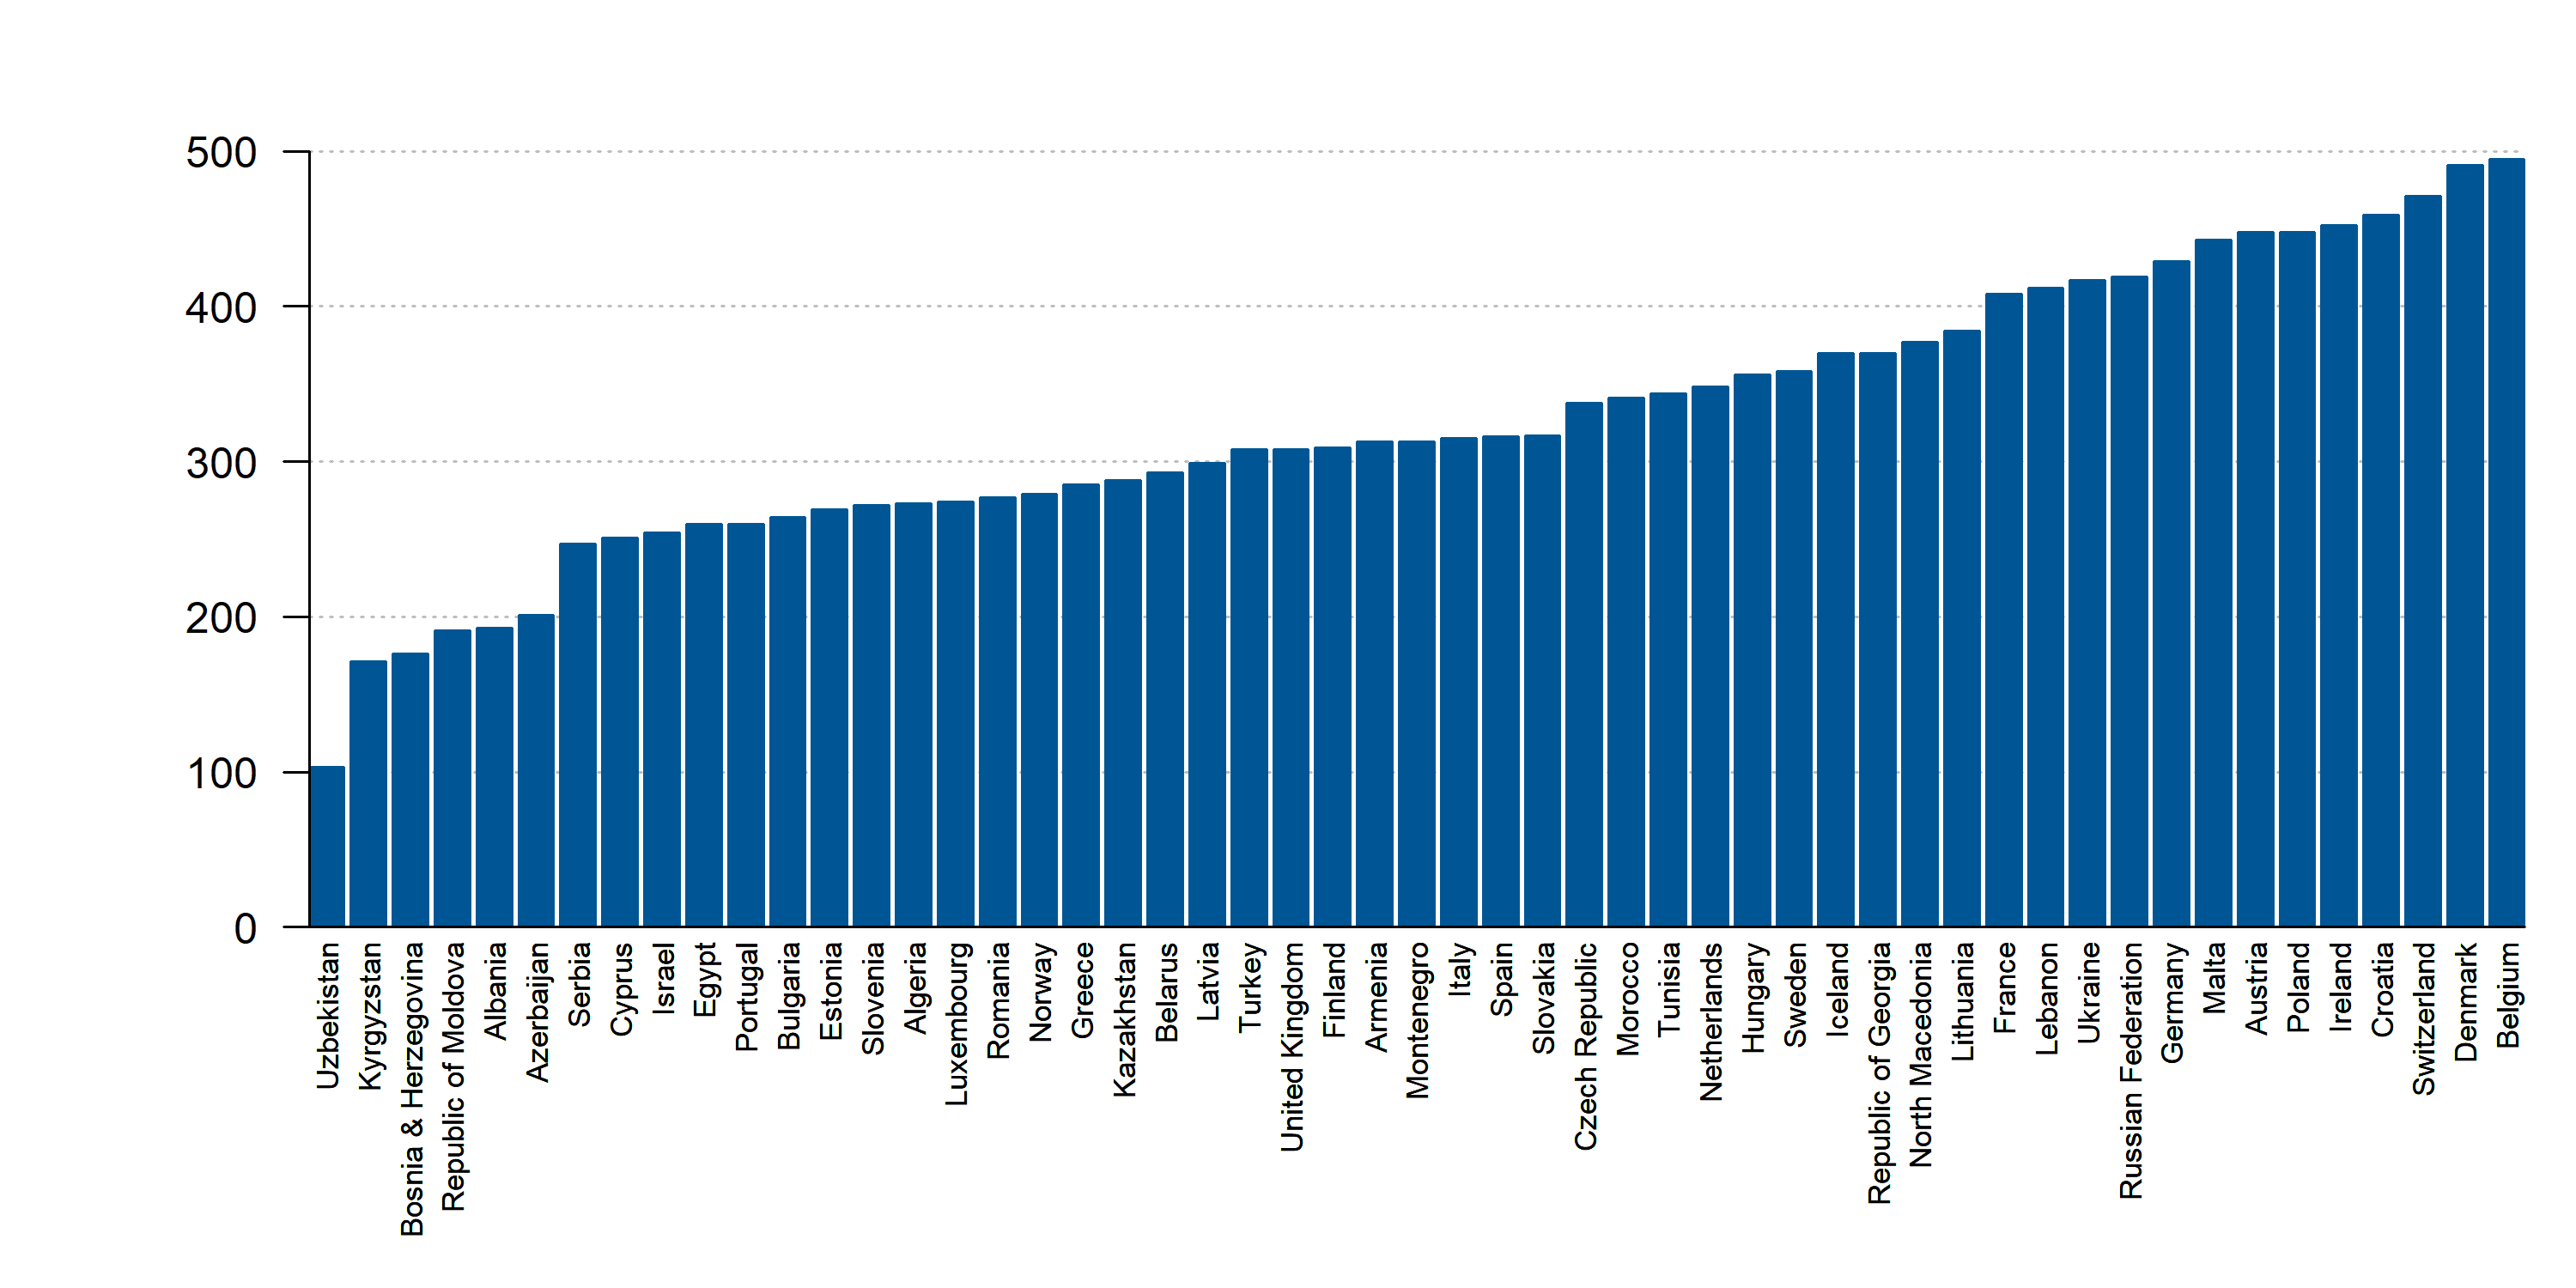 500
400
300
200
100
0
Uzbekistan
Kyrgyzstan
Bosnia & Herzegovina
Republic of Moldova
Albania
Azerbaijan
Serbia
Cyprus
Israel
Egypt
Portugal
Bulgaria
Estonia
Slovenia
Algeria
Luxembourg
Romania
Norway
Greece
Kazakhstan
Belarus
Latvia
Turkey
United Kingdom
Finland
Armenia
Montenegro
Italy
Spain
Slovakia
Czech Republic
Morocco
Tunisia
Netherlands
Hungary
Sweden
Iceland
Republic of Georgia
North Macedonia
Lithuania
France
Lebanon
Ukraine
Russian Federation
Germany
Malta
Austria
Poland
Ireland
Croatia
Switzerland
Denmark
Belgium